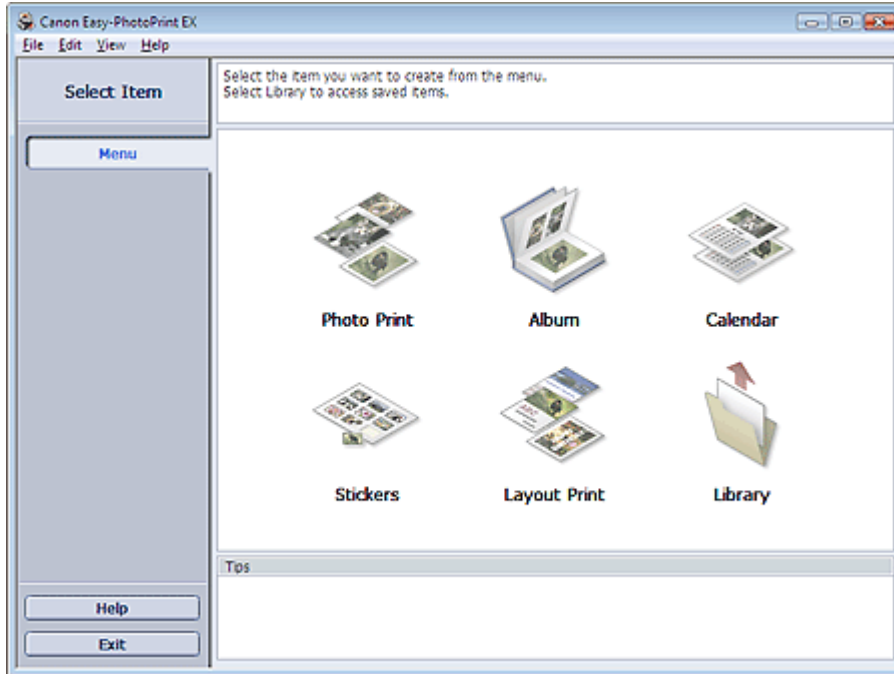 Canon Easy-PhotoPrint EX
File Edit View Help
Select Item
Select the item you want to create from the menu.
Select Library to access saved items.
Menu
Photo Print
Album
Calendar
ABC
Stickers
Layout Print
Library
Tips
Help
Exit